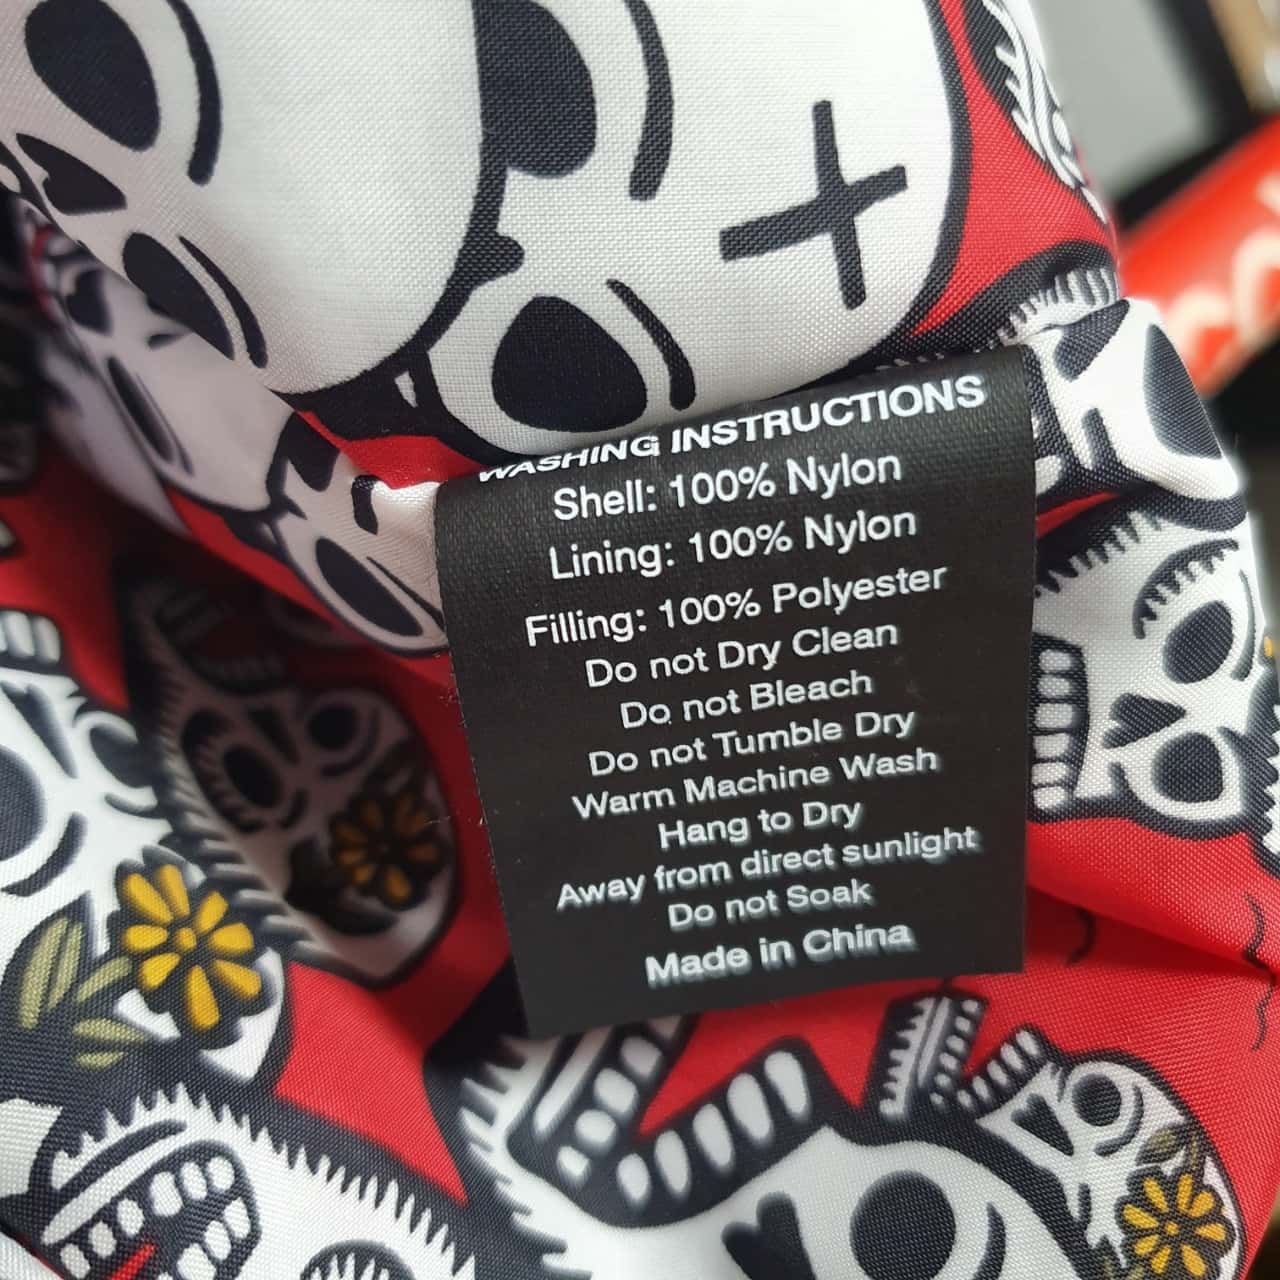 WASHING INSTRUCTIONS
Shell: 100% Nylon
Lining: 100% Nylon
Filling: 100% Polyester
Do not Dry Clean
Do not Bleach
Do not Tumble Dry
Warm Machine Wash
Hang to Dry
Away from direct sunlight
Do not Soak
Made in China